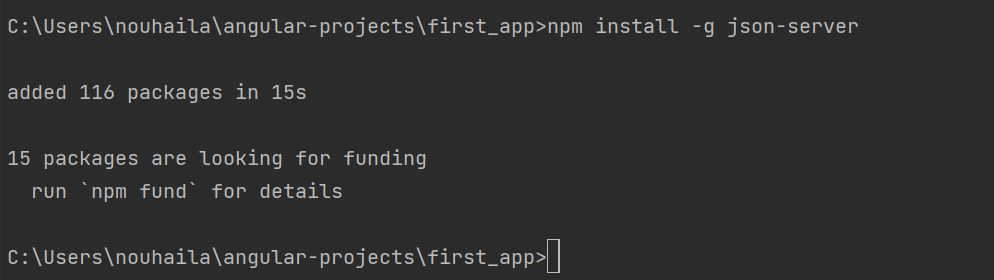 C:\Users\nouhaila\angular-projects\first_app>npm install -g json-server
added 116 packages in 15s
15 packages are looking for funding
  run `npm fund` for details
C:\Users\nouhaila\angular-projects\first_app>